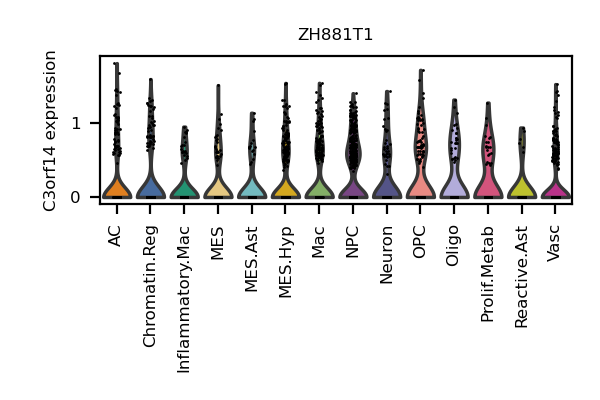 ZH881T1
C3orf14 expression
1
0
AC
Chromatin.Reg
Inflammatory.Mac
MES
MES.Ast
MES.Hyp
Mac
NPC
Neuron
OPC
Oligo
Prolif.Metab
Reactive.Ast
Vasc